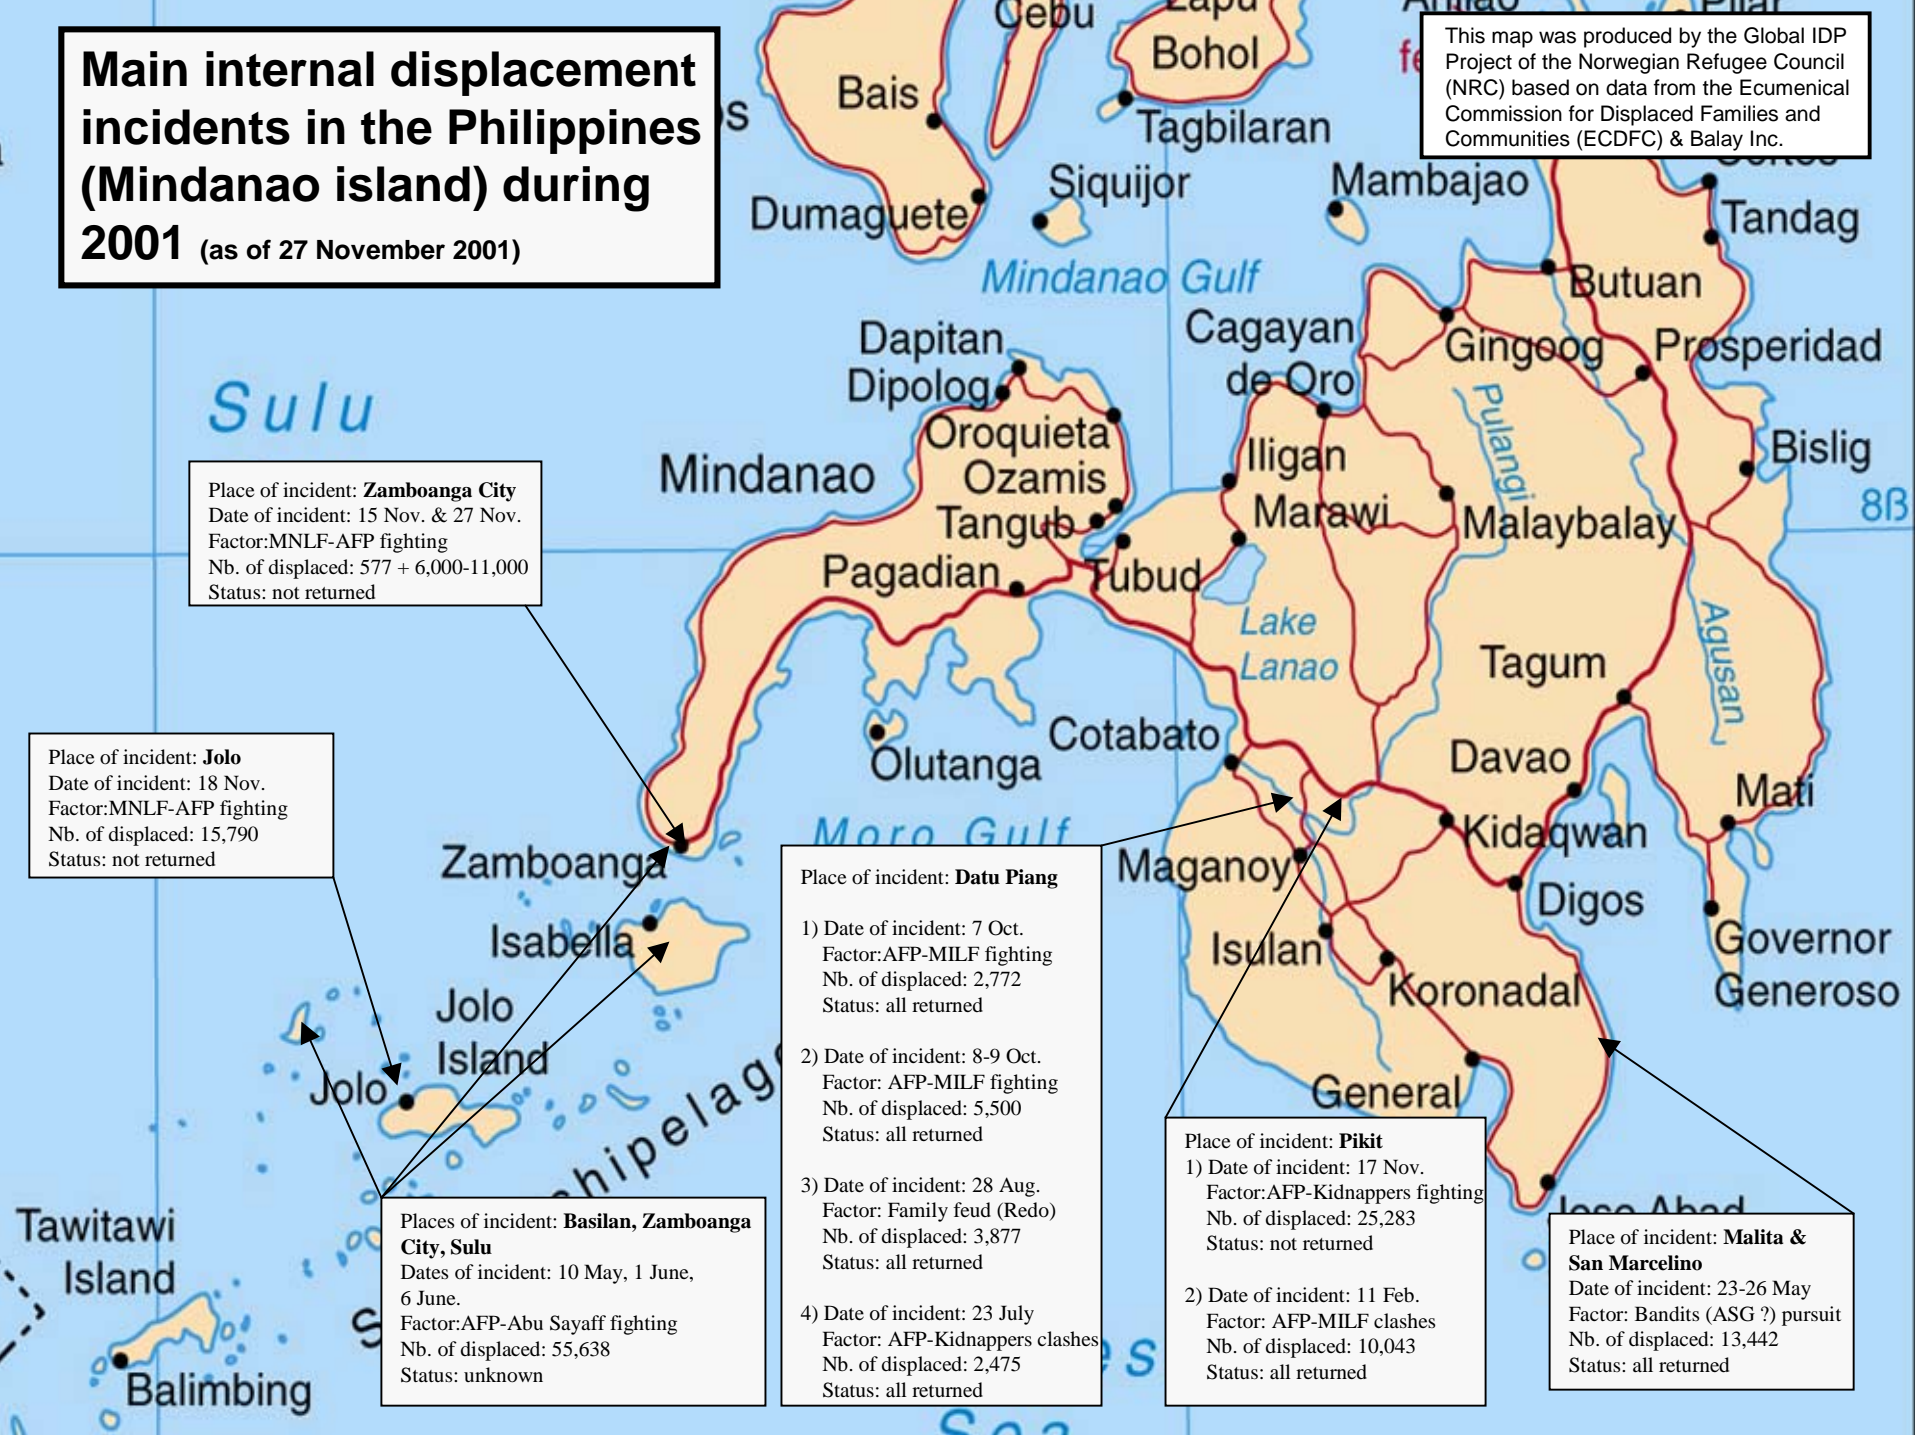 Main internal displacement
incidents in the Philippines
(Mindanao island) during
2001 (as of 27 November 2001)
This map was produced by the Global IDP
Project of the Norwegian Refugee Council
(NRC) based on data from the Ecumenical
Commission for Displaced Families and
Communities (ECDFC) & Balay Inc.
Cebu
Bohol
Bais
Tagbilaran
Siquijor
Mambajao
Dumaguete
Tandag
Mindanao Gulf
Butuan
Dapitan
Cagayan
de Oro
Gingoog
Prosperidad
Dipolog
Sulu
Pulangi
Oroquieta
Iligan
Bislig
Mindanao
Ozamis
Marawi
8ß
Tangub
Malaybalay
Pagadian
Tubud
Lake
Lanao
Agusan
Tagum
Cotabato
Olutanga
Davao
Mati
Moro Gulf
Kidaqwan
Zamboanga
Maganoy
Digos
Isabella
Isulan
Governor
Generoso
Koronadal
Jolo
Island
Jolo
General
Jose Abad
Tawitawi
Island
Balimbing
Sea
Place of incident: Zamboanga City
Date of incident: 15 Nov. & 27 Nov.
Factor:MNLF-AFP fighting
Nb. of displaced: 577 + 6,000-11,000
Status: not returned
Place of incident: Jolo
Date of incident: 18 Nov.
Factor:MNLF-AFP fighting
Nb. of displaced: 15,790
Status: not returned
Places of incident: Basilan, Zamboanga
City, Sulu
Dates of incident: 10 May, 1 June,
6 June.
Factor:AFP-Abu Sayaff fighting
Nb. of displaced: 55,638
Status: unknown
Place of incident: Datu Piang
1) Date of incident: 7 Oct.
Factor:AFP-MILF fighting
Nb. of displaced: 2,772
Status: all returned
2) Date of incident: 8-9 Oct.
Factor: AFP-MILF fighting
Nb. of displaced: 5,500
Status: all returned
3) Date of incident: 28 Aug.
Factor: Family feud (Redo)
Nb. of displaced: 3,877
Status: all returned
4) Date of incident: 23 July
Factor: AFP-Kidnappers clashes
Nb. of displaced: 2,475
Status: all returned
Place of incident: Pikit
1) Date of incident: 17 Nov.
Factor:AFP-Kidnappers fighting
Nb. of displaced: 25,283
Status: not returned
2) Date of incident: 11 Feb.
Factor: AFP-MILF clashes
Nb. of displaced: 10,043
Status: all returned
Place of incident: Malita &
San Marcelino
Date of incident: 23-26 May
Factor: Bandits (ASG ?) pursuit
Nb. of displaced: 13,442
Status: all returned